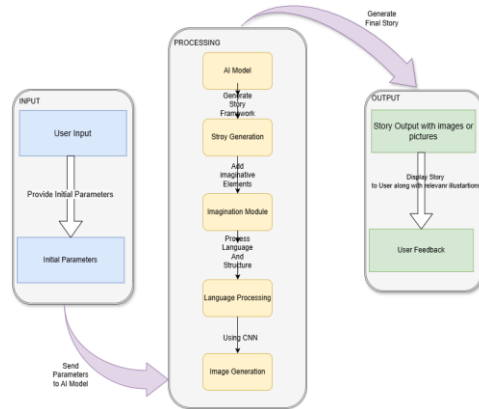 Generate
Final Story
PROCESSING
AI Model
Generate
Story
Framework
Stroy Generation
Add
Imaginative
Elements
Imagination Module
Process
Language
And
Structure
Language Processing
Using CNN
Image Generation
INPUT
User Input
Provide Initial Parameters
Initial Parameters
Send
Parameters
to AI Model
OUTPUT
Story Output with images or
pictures
Display Story
to User along with relevanr illustartions
User Feedback